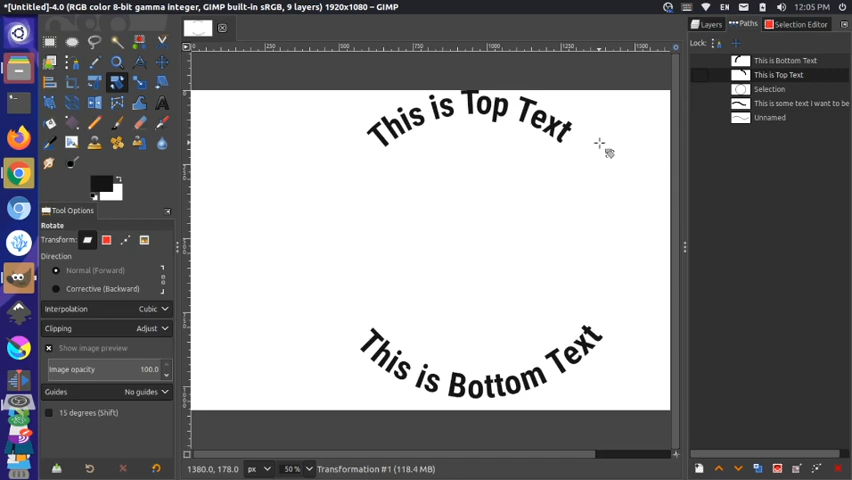 *[Untitled]-4.0 (RGB color 8-bit gamma integer, GIMP built-in sRGB, 9 layers) 1920x1080 – GIMP
EN
12:05 PM
Layers
Paths
Selection Editor
Lock:
This is Bottom Text
This is Top Text
Selection
This is some text I want to be
Unnamed
250
500
750
1000
1250
1500
This is Top Text
This is Bottom Text
Tool Options
Rotate
Transform:
Direction
Normal (Forward)
Corrective (Backward)
Interpolation
Cubic
Clipping
Adjust
Show image preview
Image opacity
100.0
Guides
No guides
15 degrees (Shift)
1380.0, 178.0
px
50 %
Transformation #1 (118.4 MB)